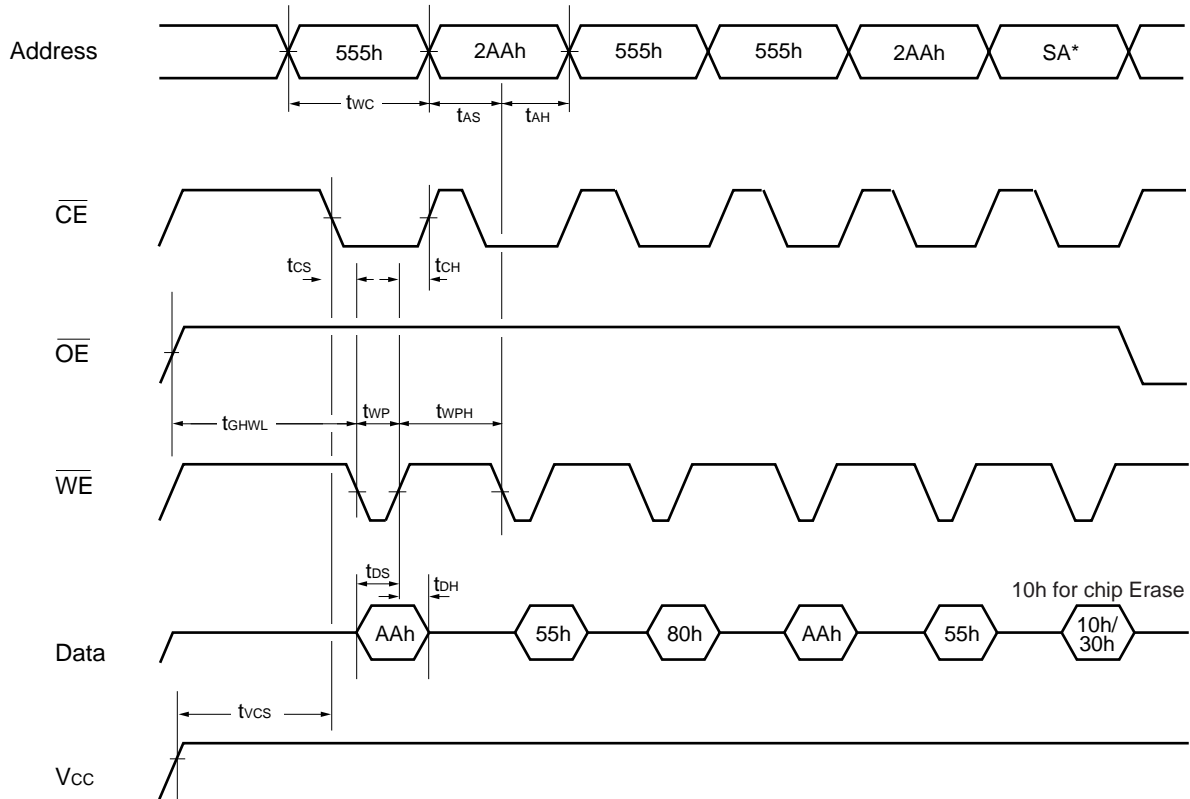 Address
555h
2AAh
555h
555h
2AAh
SA*
tWC
tAS
tAH
CE
tCS
tCH
OE
tGHWL
tWP
tWPH
WE
tDS
tDH
10h for chip Erase
Data
AAh
55h
80h
AAh
55h
10h/
30h
tVCS
VCC